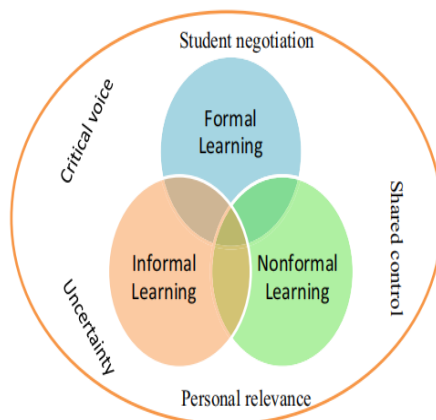 Student negotiation
Critical voice
Formal
Learning
Shared control
Informal
Learning
Nonformal
Learning
Uncertainty
Personal relevance